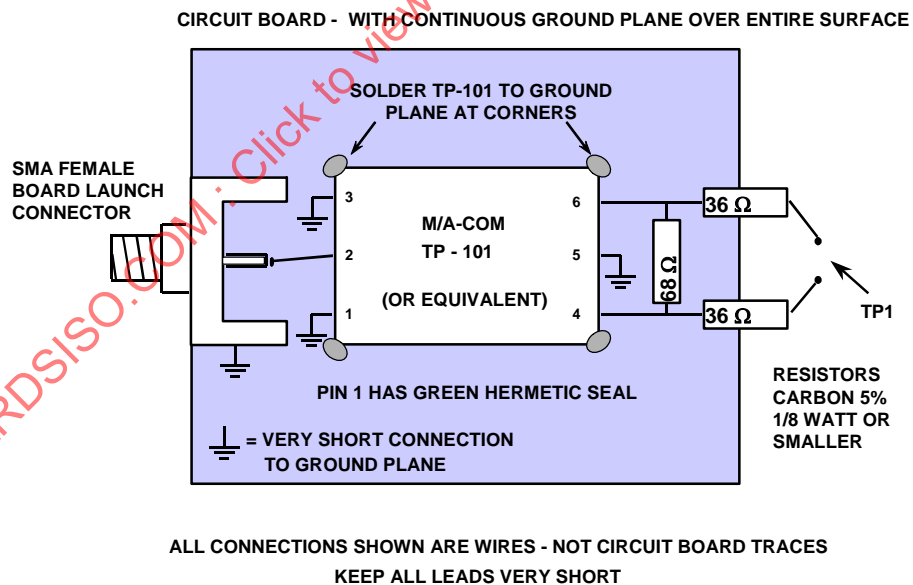 CIRCUIT BOARD - WITH CONTINUOUS GROUND PLANE OVER ENTIRE SURFACE
SOLDER TP-101 TO GROUND
PLANE AT CORNERS
SMA FEMALE
BOARD LAUNCH
CONNECTOR
3
2
1
M/A-COM
TP - 101
(OR EQUIVALENT)
6
5
4
36 Ω
68 Ω
36 Ω
TP1
RESISTORS
CARBON 5%
1/8 WATT OR
SMALLER
PIN 1 HAS GREEN HERMETIC SEAL
= VERY SHORT CONNECTION
TO GROUND PLANE
ALL CONNECTIONS SHOWN ARE WIRES - NOT CIRCUIT BOARD TRACES
KEEP ALL LEADS VERY SHORT
RDSISO.COM : Click to view